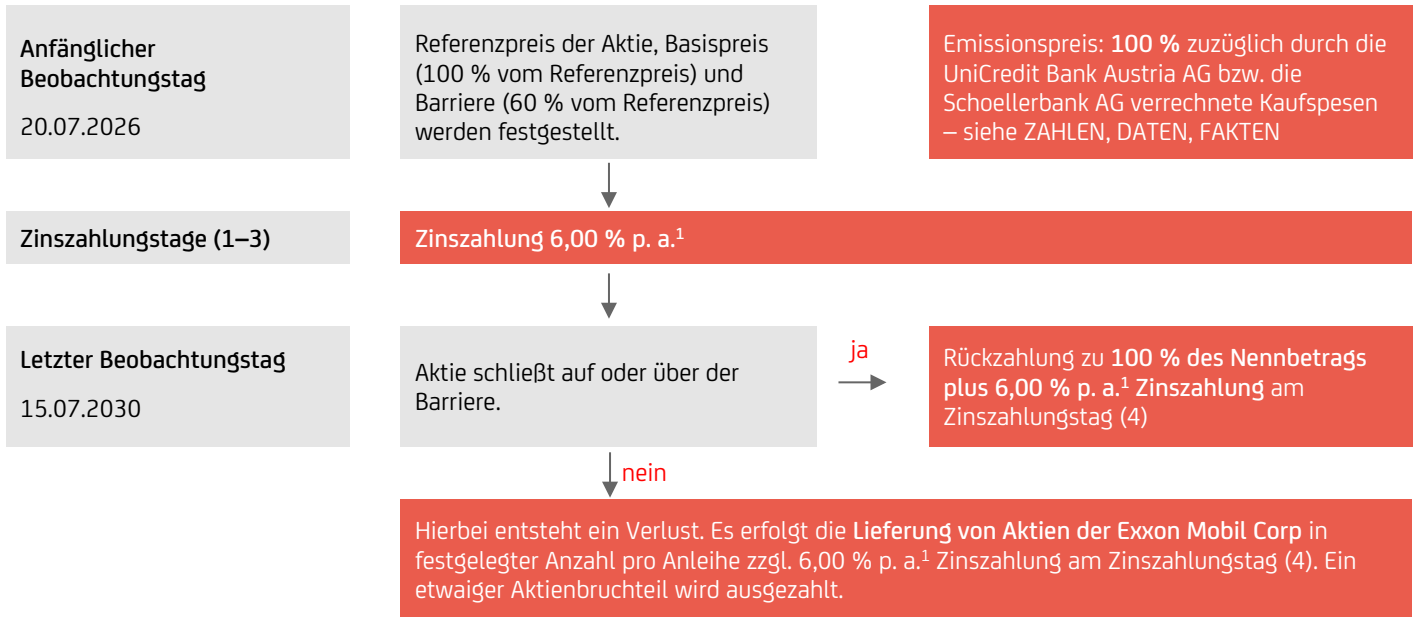 Anfänglicher
Beobachtungstag
20.07.2026
Referenzpreis der Aktie, Basispreis
(100 % vom Referenzpreis) und
Barriere (60 % vom Referenzpreis)
werden festgestellt.
Emissionspreis: 100 % zuzüglich durch die
UniCredit Bank Austria AG bzw. die
Schoellerbank AG verrechnete Kaufspesen
– siehe ZAHLEN, DATEN, FAKTEN
Zinszahlungstage (1–3)
Zinszahlung 6,00 % p. a.¹
Letzter Beobachtungstag
15.07.2030
Aktie schließt auf oder über der
Barriere.
ja
Rückzahlung zu 100 % des Nennbetrags
plus 6,00 % p. a.¹ Zinszahlung am
Zinszahlungstag (4)
nein
Hierbei entsteht ein Verlust. Es erfolgt die Lieferung von Aktien der Exxon Mobil Corp in
festgelegter Anzahl pro Anleihe zzgl. 6,00 % p. a.¹ Zinszahlung am Zinszahlungstag (4). Ein
etwaiger Aktienbruchteil wird ausgezahlt.